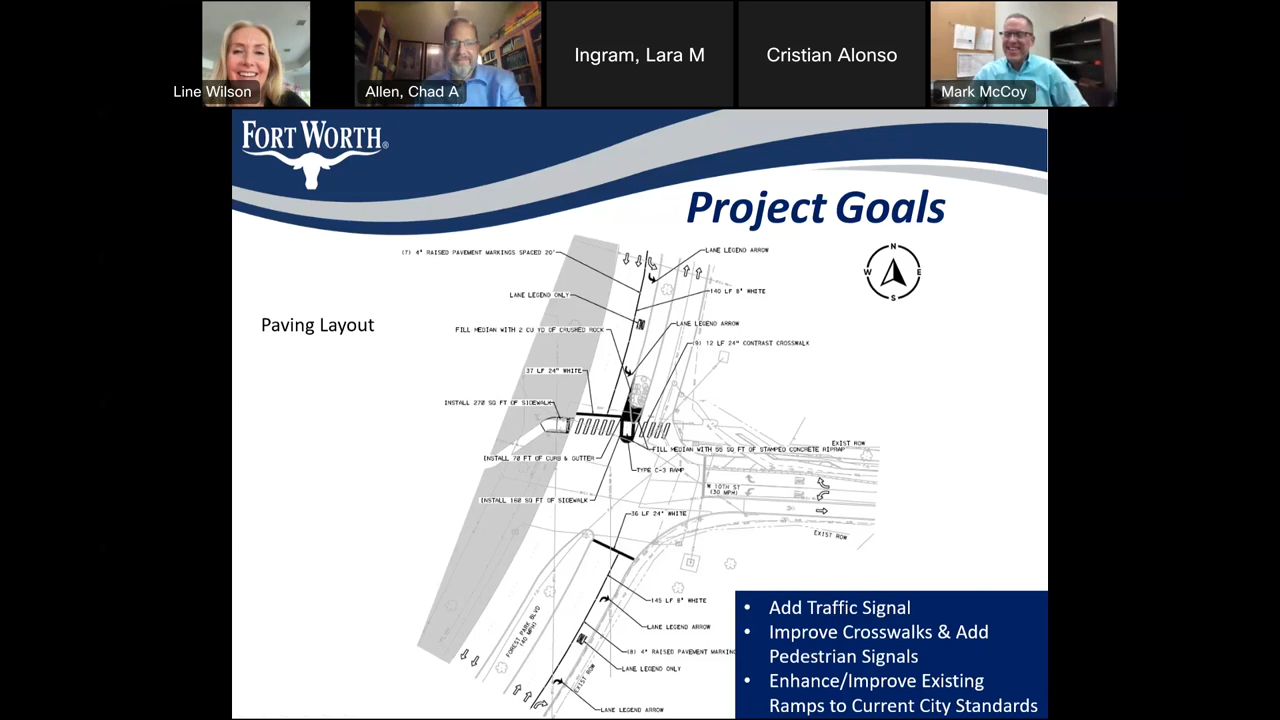 Line Wilson
Allen, Chad A
Ingram, Lara M
Cristian Alonso
Mark McCoy
FORT WORTH®
Project Goals
N
W E
S
Paving Layout
(7) 4" RAISED PAVEMENT MARKINGS SPACED 20'
LANE LEGEND ARROW
LANE LEGEND ONLY
140 LF 8" WHITE
FILL MEDIAN WITH 2 CU YD OF CRUSHED ROCK
LANE LEGEND ARROW
(9) 12 LF 24" CONTRAST CROSSWALK
37 LF 24" WHITE
INSTALL 270 SQ FT OF SIDEWALK
EXIST ROW
FILL MEDIAN WITH 55 SQ FT OF STAMPED CONCRETE RIPRAP
INSTALL 70 FT OF CURB & GUTTER
TYPE C-3 RAMP
W 10TH ST
(30 MPH)
INSTALL 160 SQ FT OF SIDEWALK
36 LF 24" WHITE
EXIST ROW
145 LF 8" WHITE
FOREST PARK BLVD
(40 MPH)
LANE LEGEND ARROW
(8) 4" RAISED PAVEMENT MARKING
LANE LEGEND ONLY
EXIST ROW
LANE LEGEND ARROW
• Add Traffic Signal
• Improve Crosswalks & Add
Pedestrian Signals
• Enhance/Improve Existing
Ramps to Current City Standards